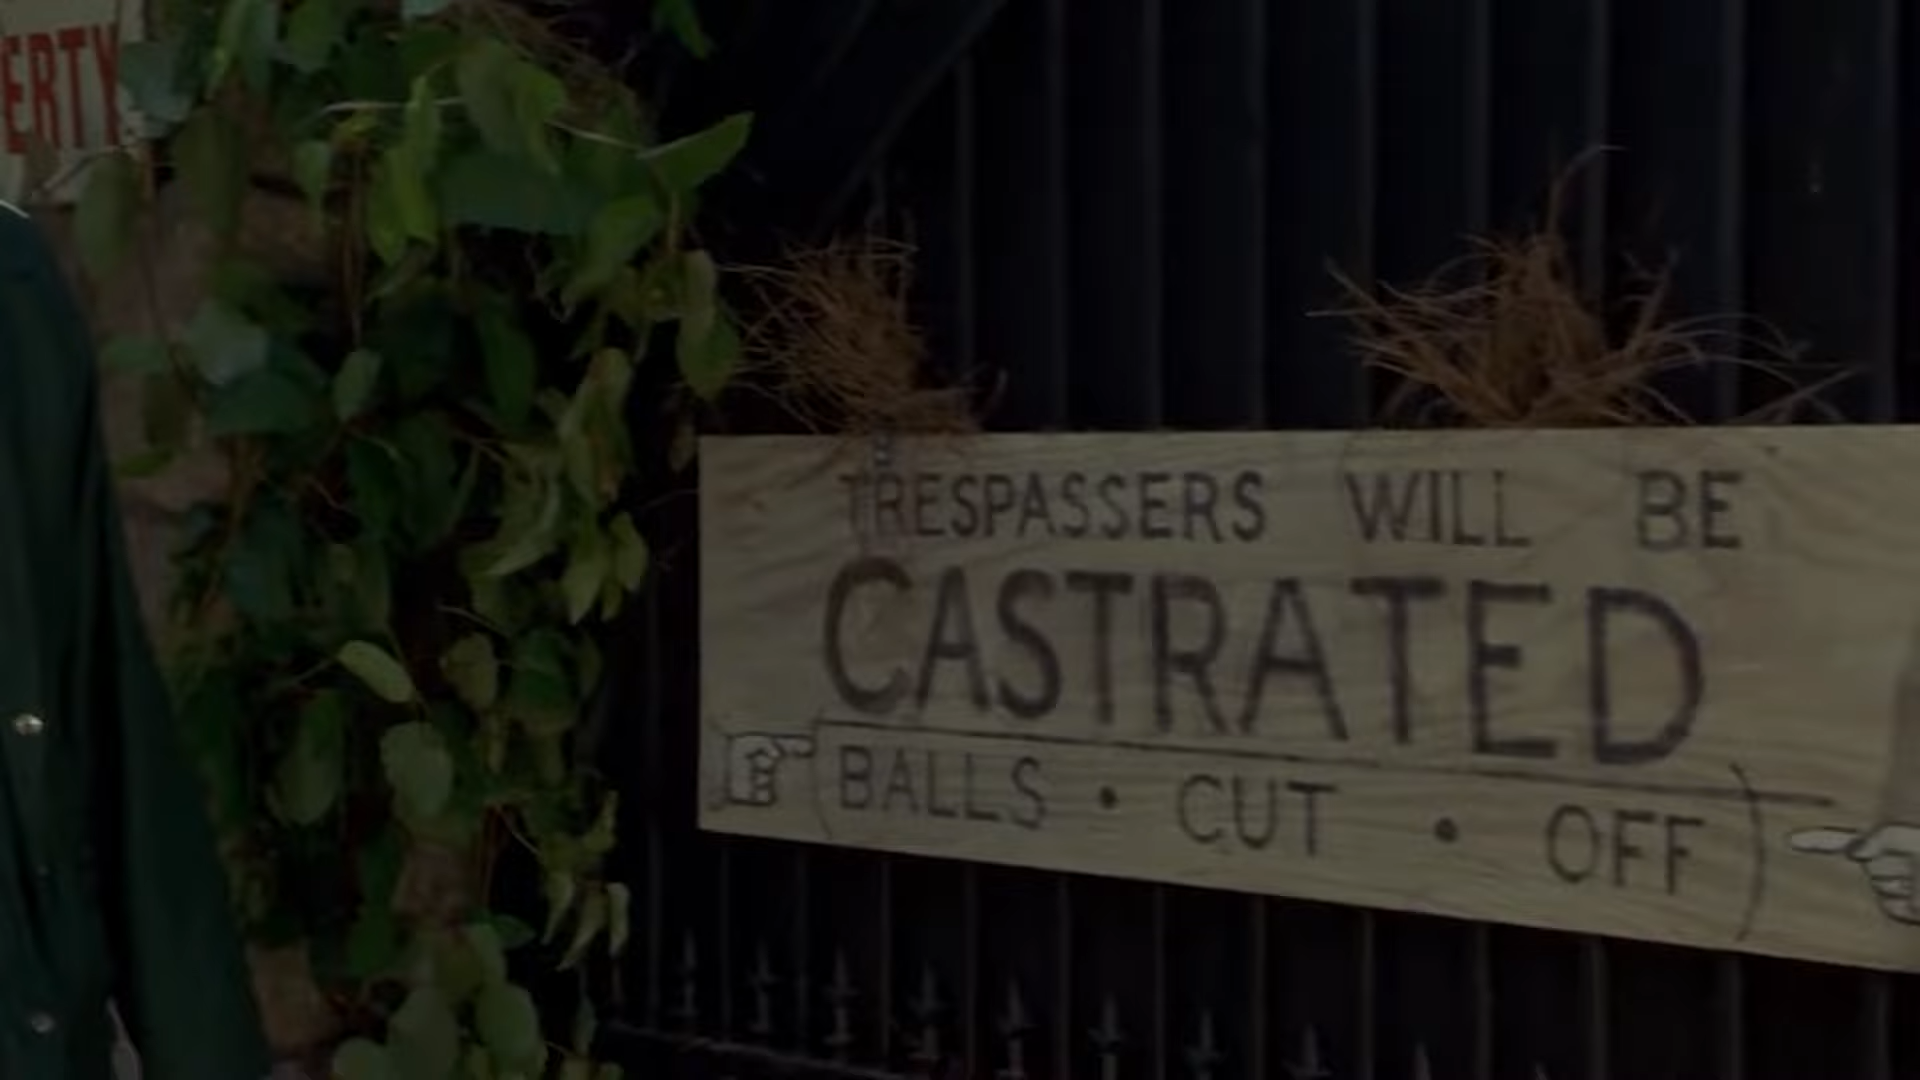 ERTY
TRESPASSERS WILL BE
CASTRATED
(BALLS • CUT • OFF)